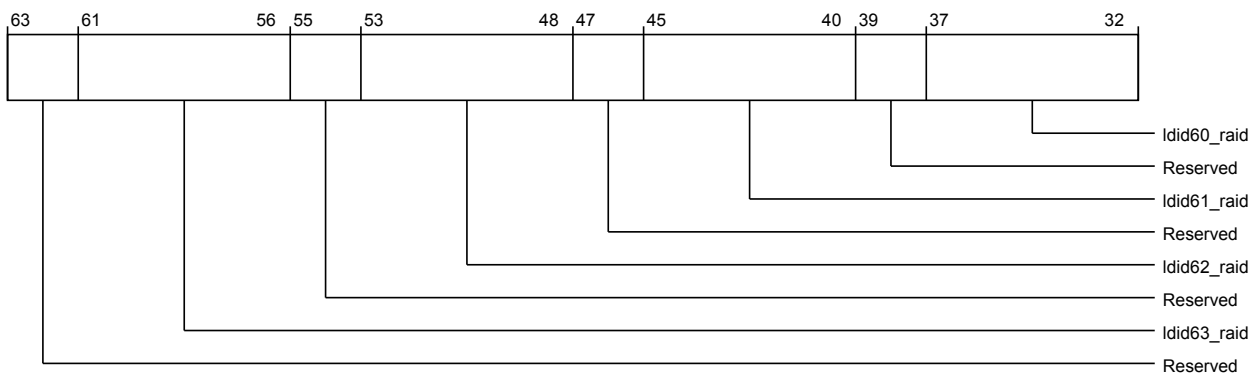 63 61 56 55 53 48 47 45 40 39 37 32
ldid60_raid
Reserved
ldid61_raid
Reserved
ldid62_raid
Reserved
ldid63_raid
Reserved